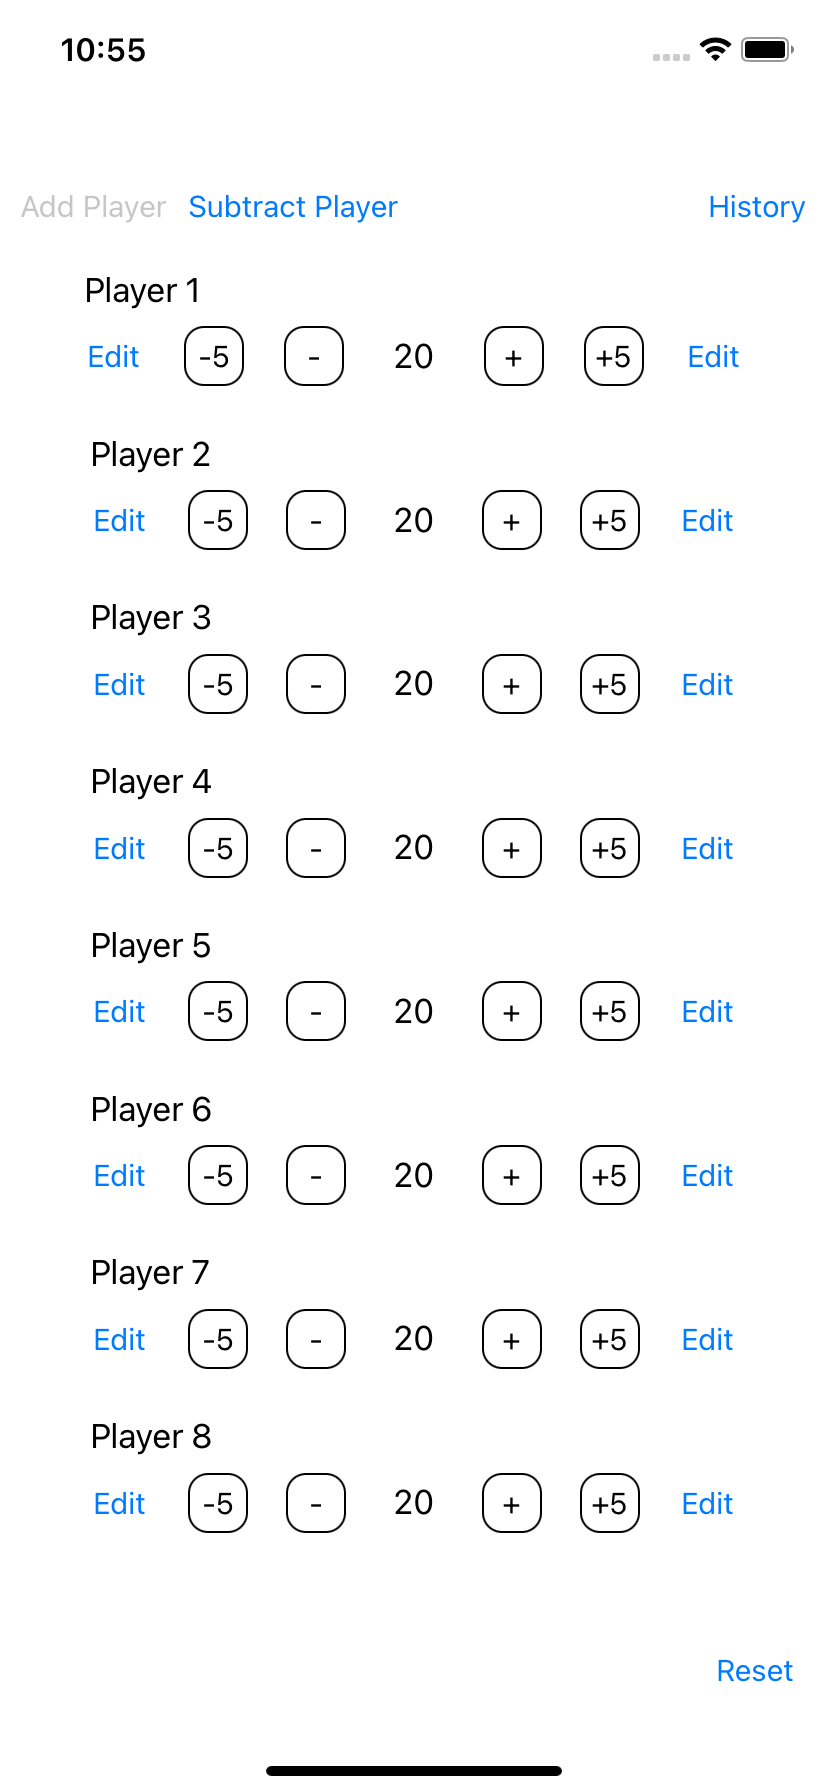 10:55
Add Player Subtract Player History
Player 1
Edit -5 - 20 + +5 Edit
Player 2
Edit -5 - 20 + +5 Edit
Player 3
Edit -5 - 20 + +5 Edit
Player 4
Edit -5 - 20 + +5 Edit
Player 5
Edit -5 - 20 + +5 Edit
Player 6
Edit -5 - 20 + +5 Edit
Player 7
Edit -5 - 20 + +5 Edit
Player 8
Edit -5 - 20 + +5 Edit
Reset